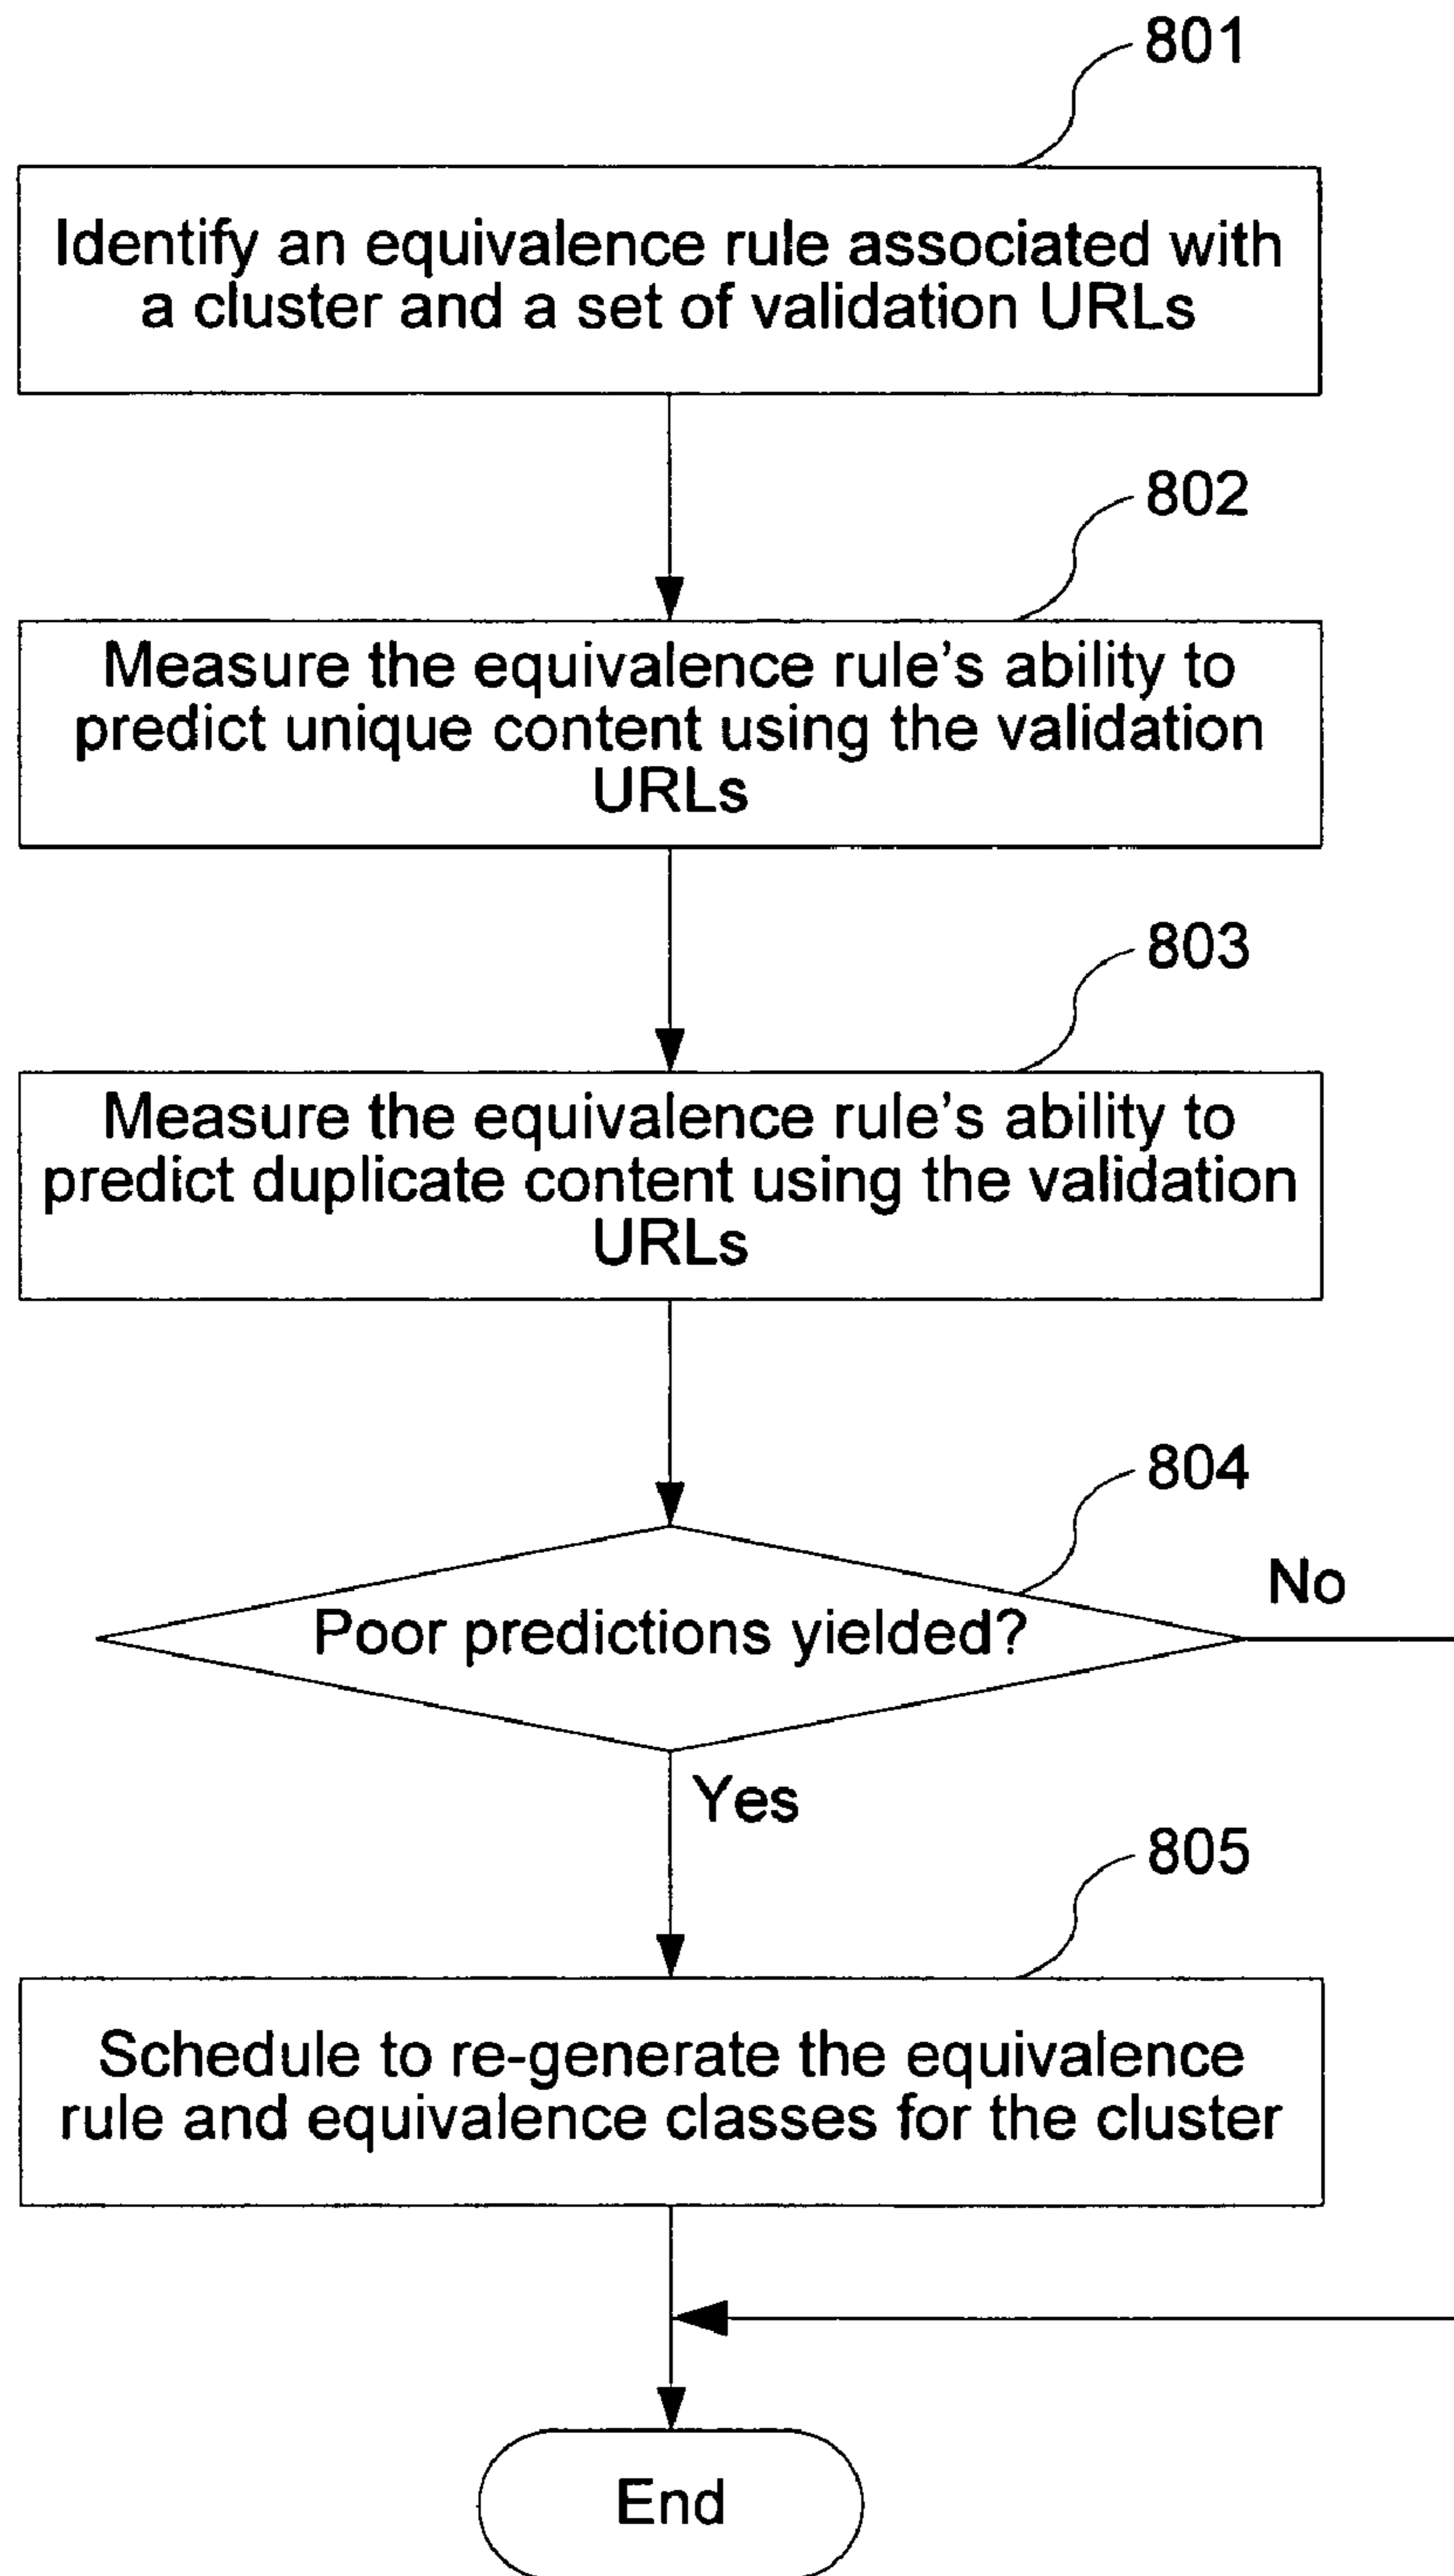 801
Identify an equivalence rule associated with
a cluster and a set of validation URLs
802
Measure the equivalence rule's ability to
predict unique content using the validation
URLs
803
Measure the equivalence rule's ability to
predict duplicate content using the validation
URLs
804
No
Poor predictions yielded?
Yes
805
Schedule to re-generate the equivalence
rule and equivalence classes for the cluster
End